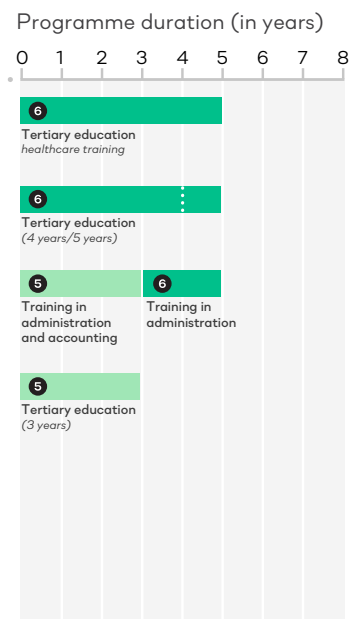 Programme duration (in years)
0 1 2 3 4 5 6 7 8
6
Tertiary education
healthcare training
6
Tertiary education
(4 years/5 years)
5
Training in
administration
and accounting
6
Training in
administration
5
Tertiary education
(3 years)